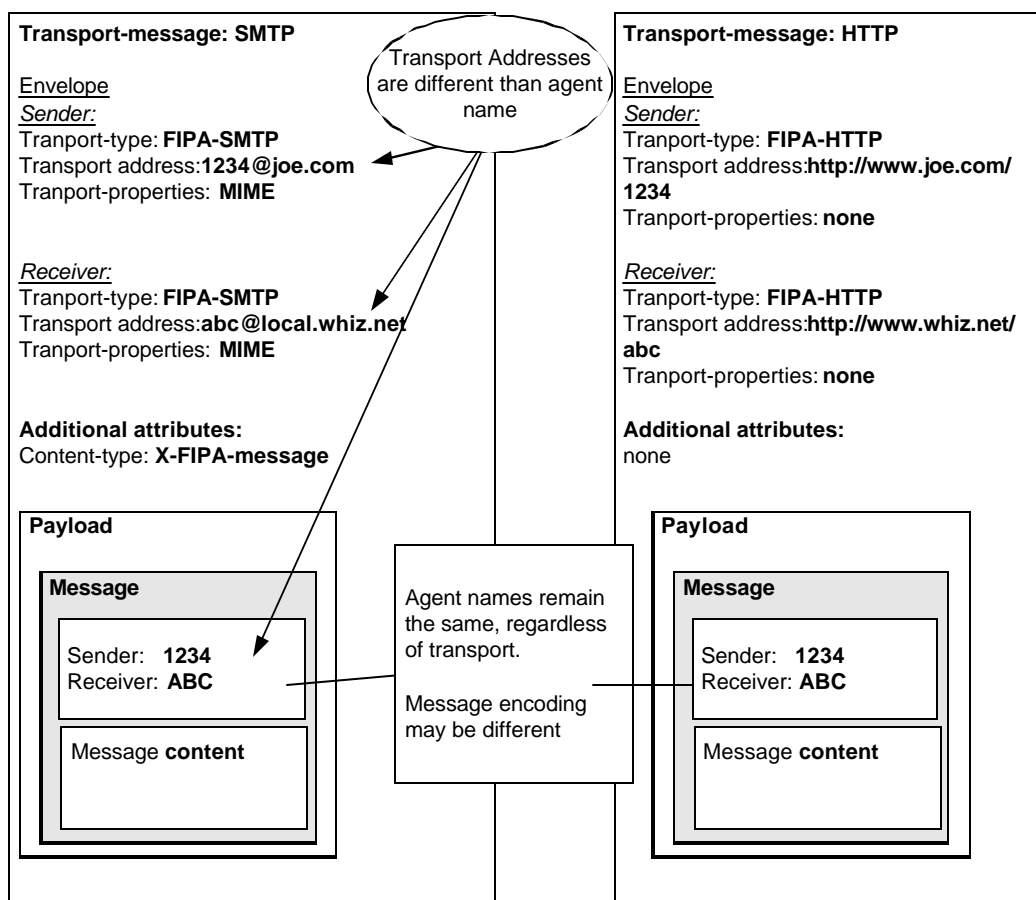 Transport-message: SMTP
Envelope
Sender:
Tranport-type: FIPA-SMTP
Transport address:1234@joe.com
Tranport-properties: MIME
Receiver:
Tranport-type: FIPA-SMTP
Transport address:abc@local.whiz.net
Tranport-properties: MIME
Additional attributes:
Content-type: X-FIPA-message
Payload
Message
Sender: 1234
Receiver: ABC
Message content
Transport Addresses
are different than agent
name
Agent names remain
the same, regardless
of transport.
Message encoding
may be different
Transport-message: HTTP
Envelope
Sender:
Tranport-type: FIPA-HTTP
Transport address:http://www.joe.com/
1234
Tranport-properties: none
Receiver:
Tranport-type: FIPA-HTTP
Transport address:http://www.whiz.net/
abc
Tranport-properties: none
Additional attributes:
none
Payload
Message
Sender: 1234
Receiver: ABC
Message content